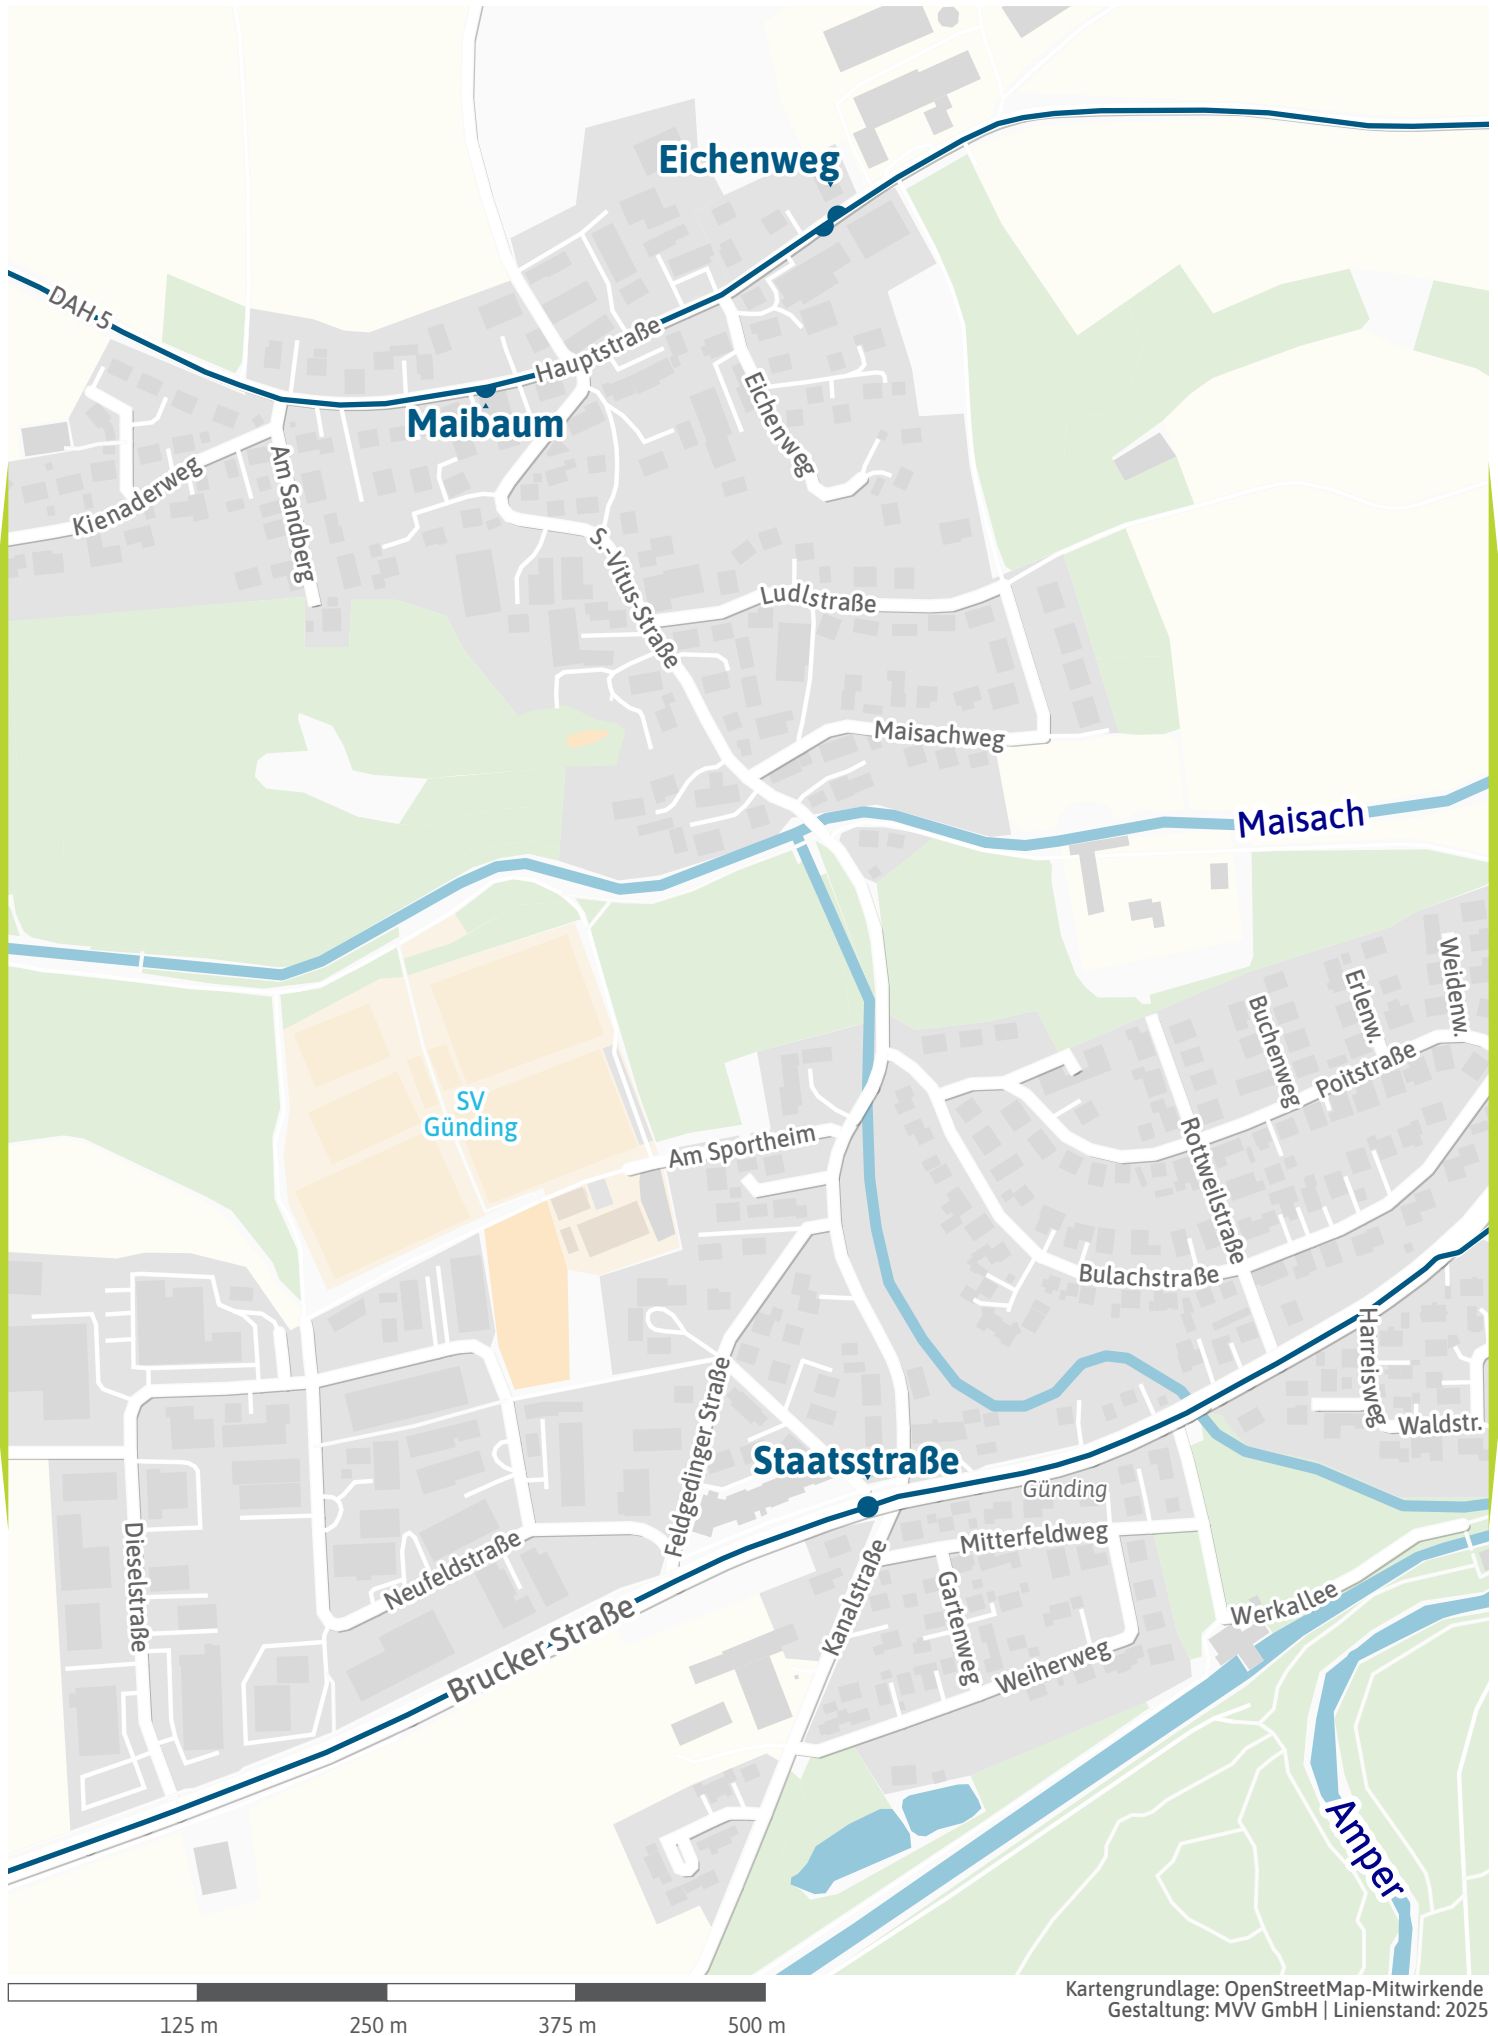 Eichenweg
DAH 5
Hauptstraße
Maibaum
Eichenweg
Kienaderweg
Am Sandberg
S.-Vitus-Straße
Ludlstraße
Maisachweg
Maisach
Weidenw.
Erlenw.
Buchenweg
Poitstraße
SV
Günding
Am Sportheim
Rottweilstraße
Bulachstraße
Harreisweg
Waldstr.
Feldgedinger Straße
Staatsstraße
Günding
Mitterfeldweg
Dieselstraße
Neufeldstraße
Kanalstraße
Gartenweg
Werkallee
Brucker Straße
Weiherweg
Amper
Kartengrundlage: OpenStreetMap-Mitwirkende
Gestaltung: MVV GmbH | Linienstand: 2025
125 m
250 m
375 m
500 m